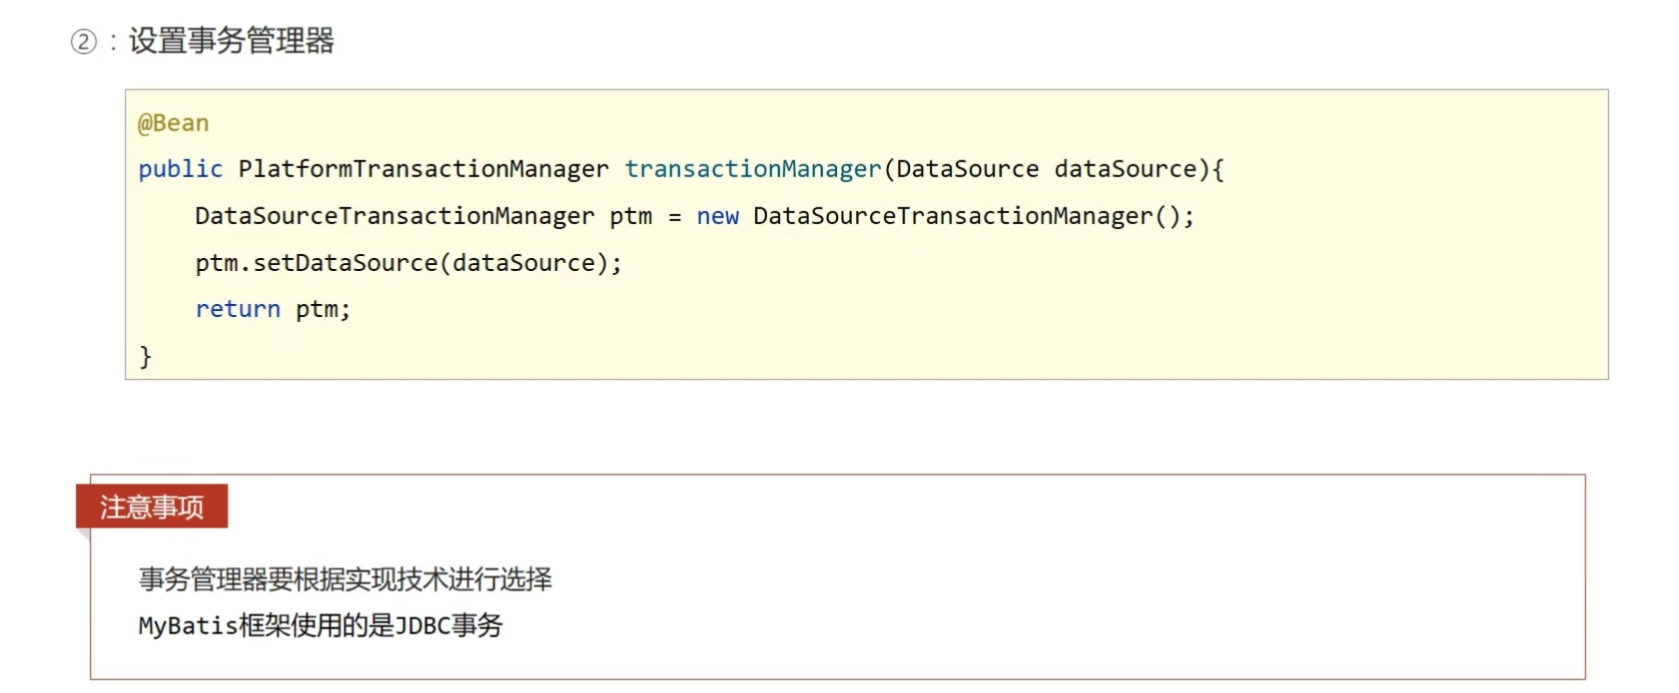 ②：设置事务管理器
@Bean
public PlatformTransactionManager transactionManager(DataSource dataSource){
    DataSourceTransactionManager ptm = new DataSourceTransactionManager();
    ptm.setDataSource(dataSource);
    return ptm;
}
注意事项
事务管理器要根据实现技术进行选择
MyBatis框架使用的是JDBC事务